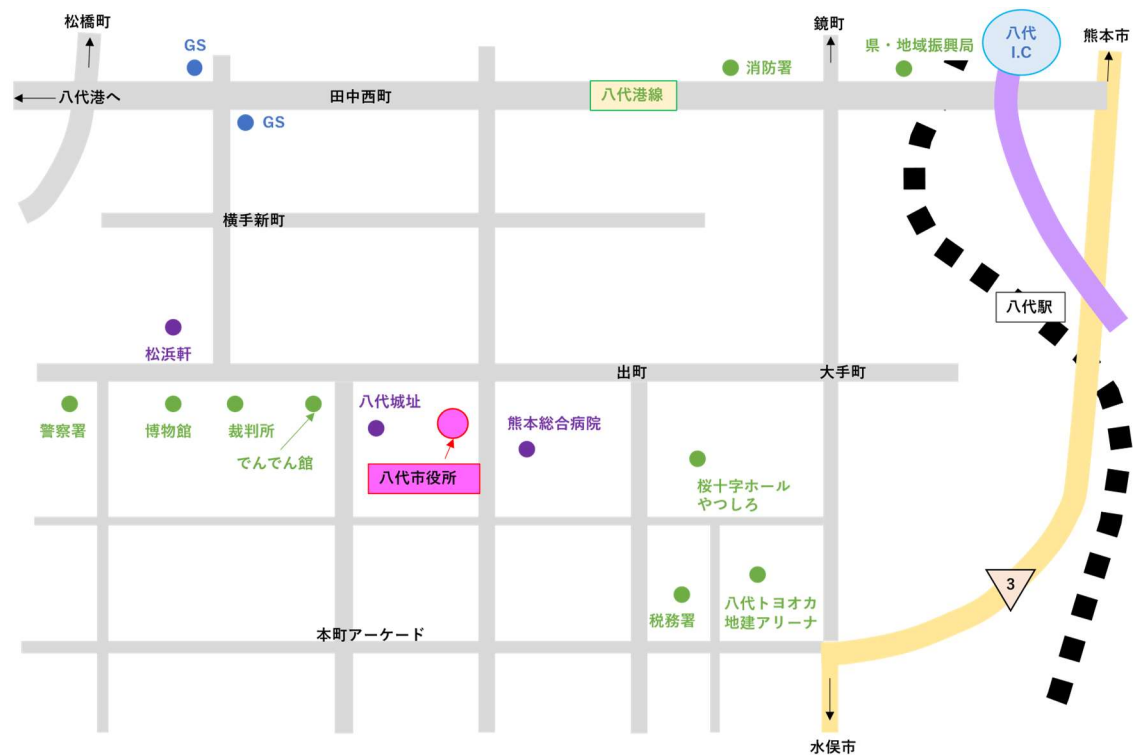 松橋町
GS
鏡町
県・地域振興局
八代
I.C
熊本市
八代港へ
田中西町
八代港線
消防署
GS
横手新町
八代駅
松浜軒
出町
大手町
警察署
博物館
裁判所
でんでん館
八代城址
八代市役所
熊本総合病院
桜十字ホール
やつしろ
3
税務署
八代トヨオカ
地建アリーナ
本町アーケード
水俣市